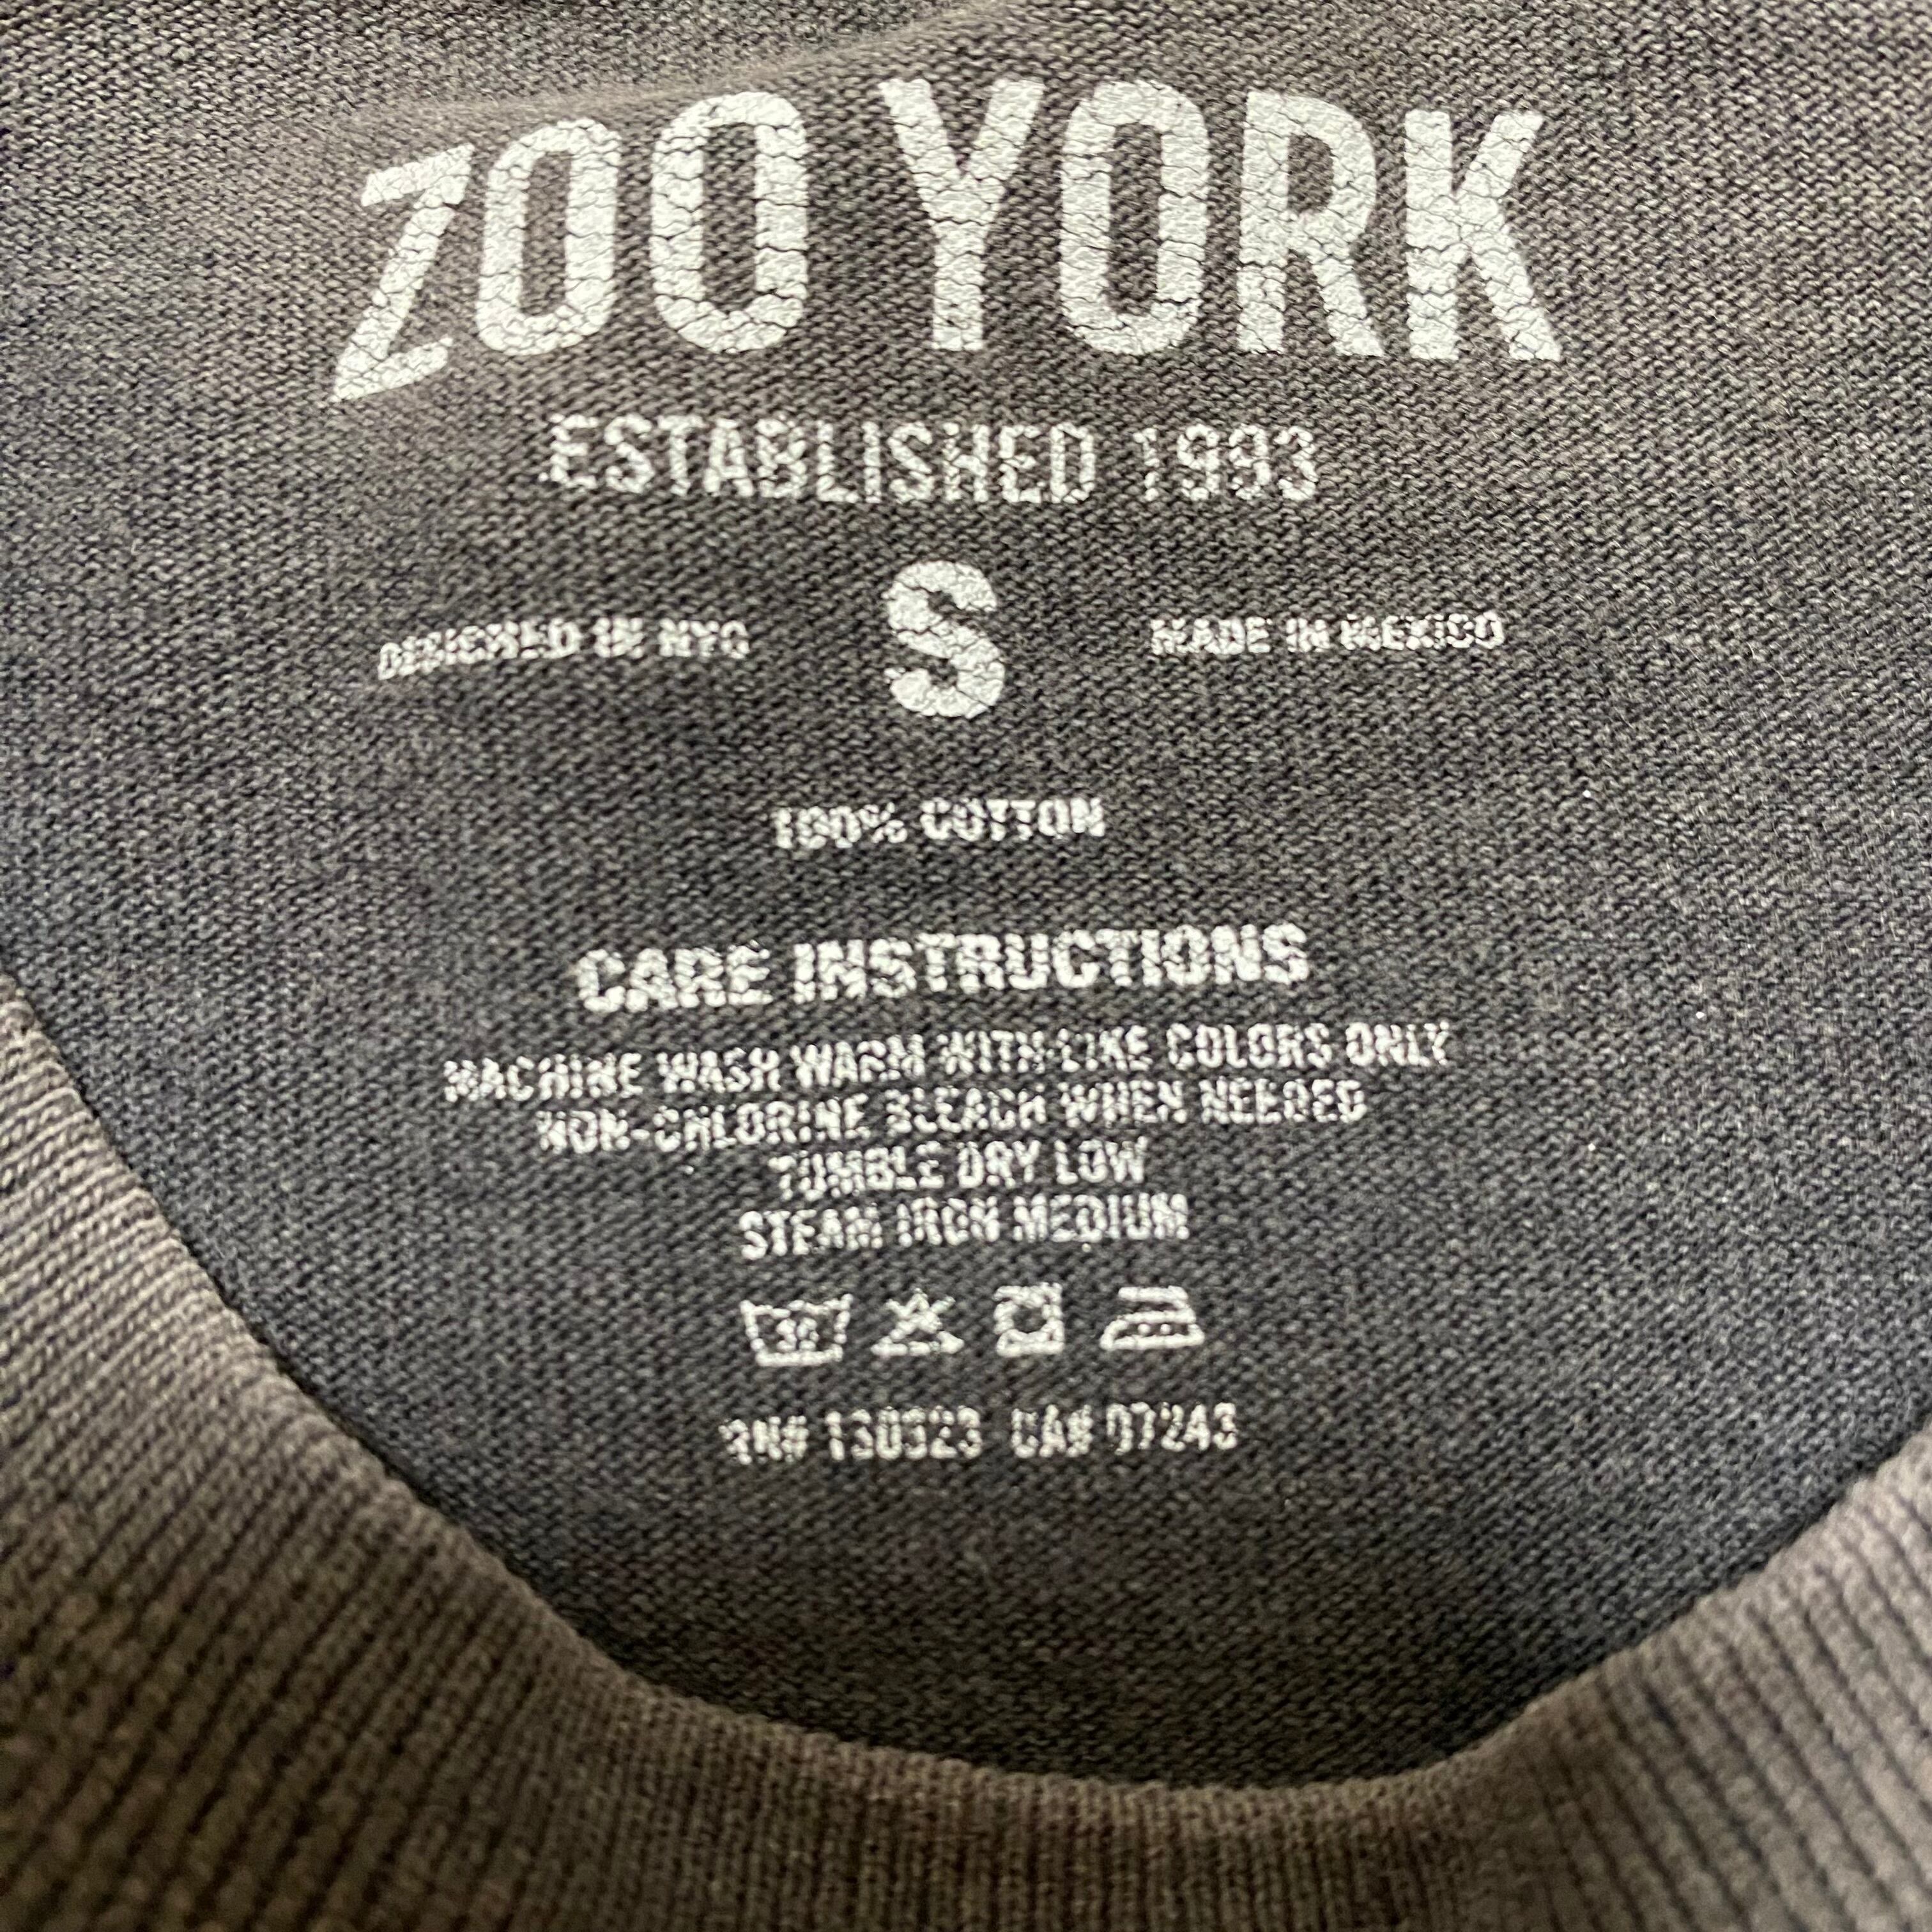 ZOO YORK
ESTABLISHED 1993
DESIGNED IN NYC S MADE IN MEXICO
100% COTTON
CARE INSTRUCTIONS
MACHINE WASH WARM WITH LIKE COLORS ONLY
NON-CHLORINE BLEACH WHEN NEEDED
TUMBLE DRY LOW
STEAM IRON MEDIUM
30
RN# 130323 CA# 07243